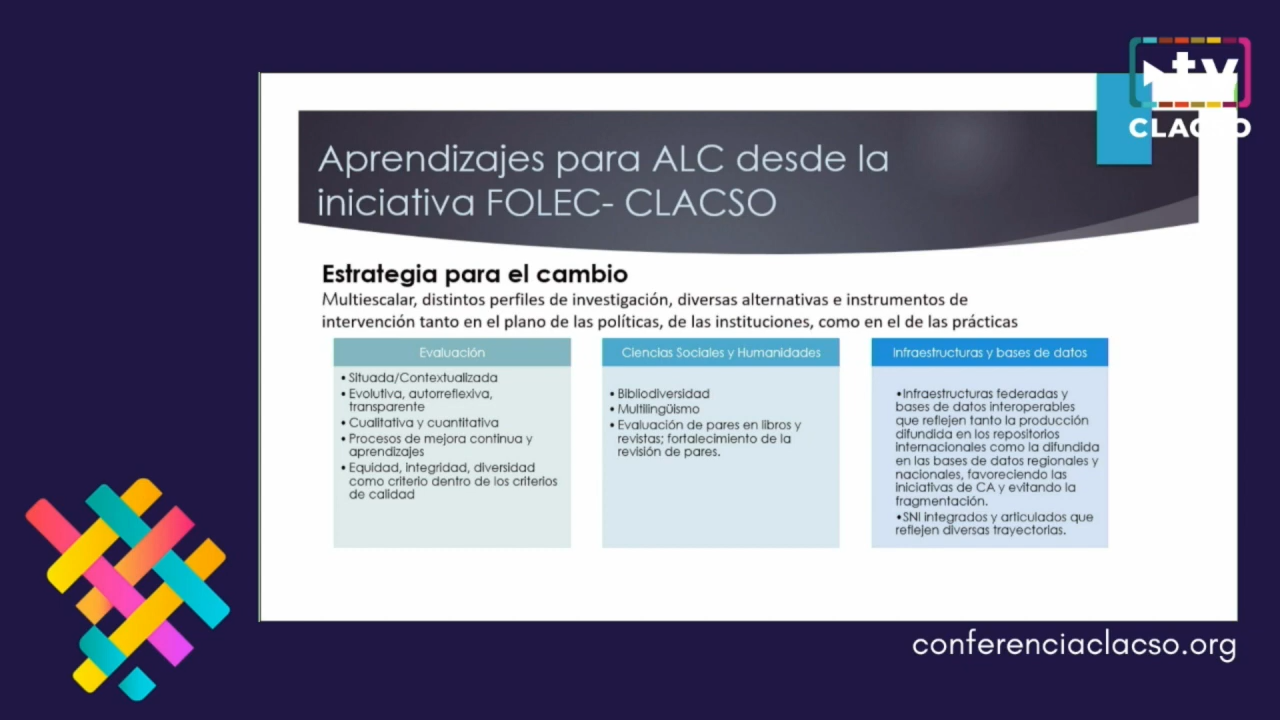 tv
CLACSO
Aprendizajes para ALC desde la
iniciativa FOLEC- CLACSO
Estrategia para el cambio
Multiescalar, distintos perfiles de investigación, diversas alternativas e instrumentos de
intervención tanto en el plano de las políticas, de las instituciones, como en el de las prácticas
Evaluación
•Situada/Contextualizada
•Evolutiva, autorreflexiva,
transparente
•Cualitativa y cuantitativa
•Procesos de mejora continua y
aprendizajes
•Equidad, integridad, diversidad
como criterio dentro de los criterios
de calidad
Ciencias Sociales y Humanidades
•Bibliodiversidad
•Multilingüismo
•Evaluación de pares en libros y
revistas; fortalecimiento de la
revisión de pares.
Infraestructuras y bases de datos
•Infraestructuras federadas y
bases de datos interoperables
que reflejen tanto la producción
difundida en los repositorios
internacionales como la difundida
en las bases de datos regionales y
nacionales, favoreciendo las
iniciativas de CA y evitando la
fragmentación.
•SNI integrados y articulados que
reflejen diversas trayectorias.
conferenciaclacso.org